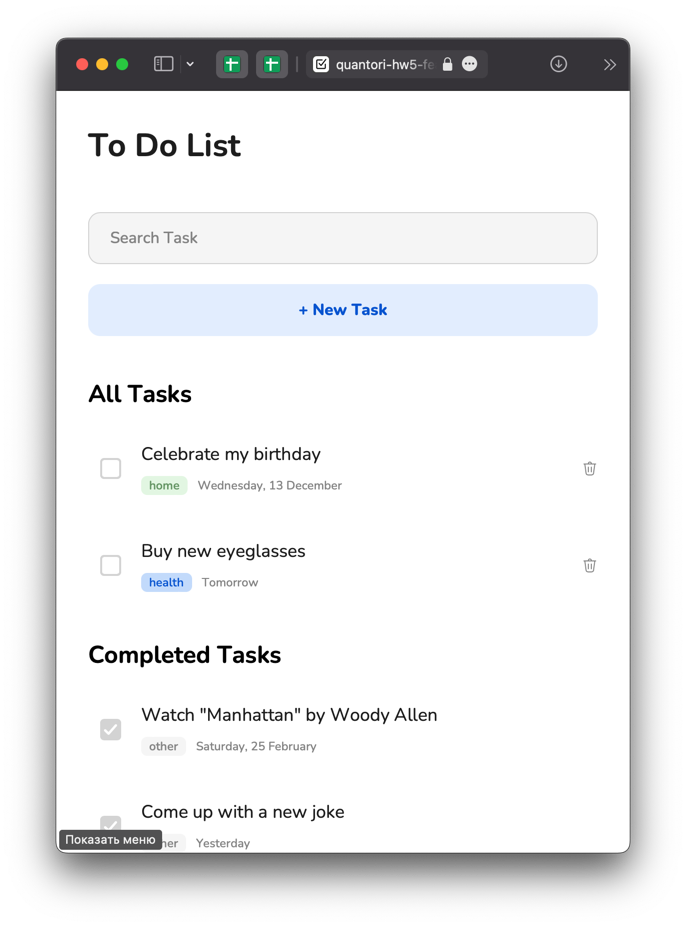 quantori-hw5-fe
To Do List
Search Task
+ New Task
All Tasks
Celebrate my birthday
home Wednesday, 13 December
Buy new eyeglasses
health Tomorrow
Completed Tasks
Watch "Manhattan" by Woody Allen
other Saturday, 25 February
Come up with a new joke
Yesterday
Показать меню